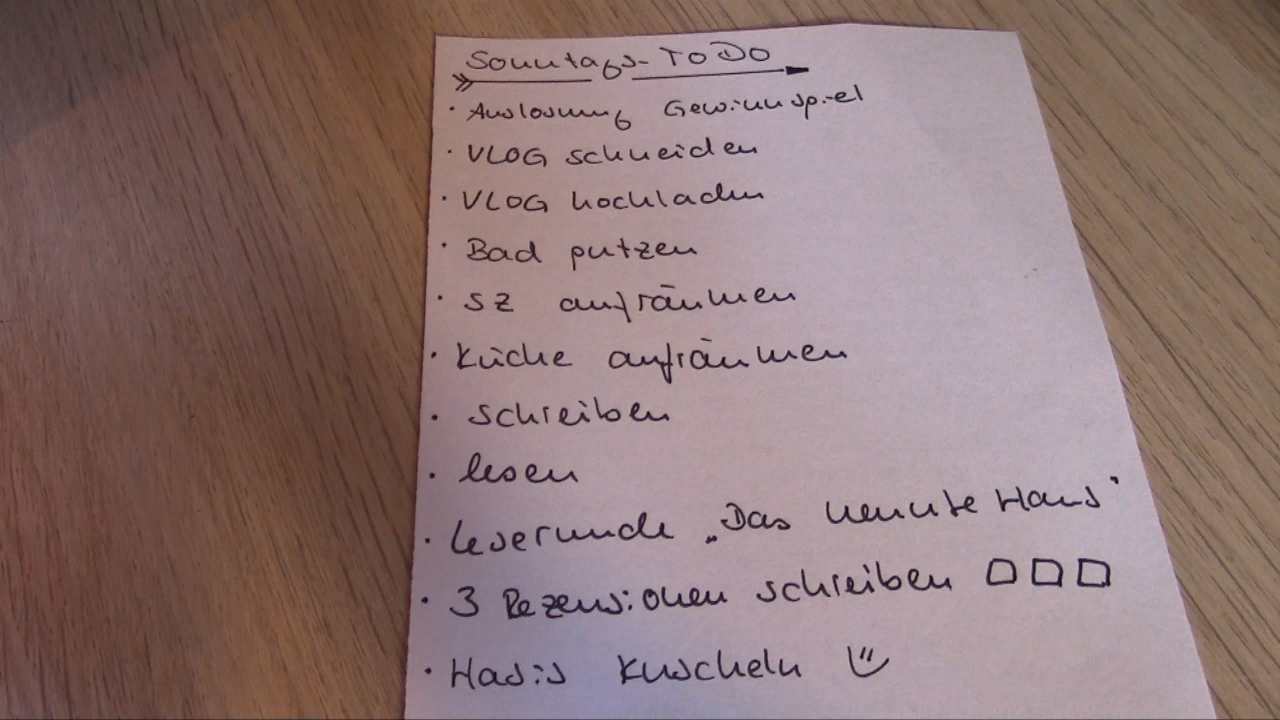 Sonntags-ToDo
· Auslosung Gewinnspiel
· VLOG schneiden
· VLOG hochladen
· Bad putzen
· SZ aufräumen
· Küche aufräumen
· schreiben
· lesen
· Leserunde „Das neunte Haus"
· 3 Rezensionen schreiben
· Hasis kuscheln